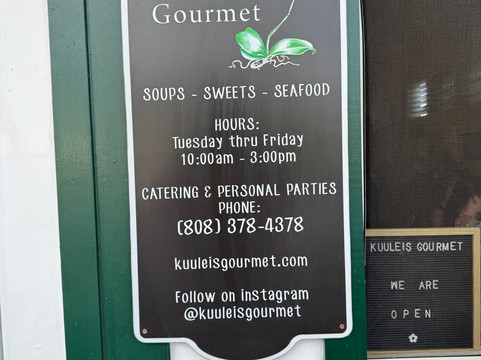 Gourmet
SOUPS - SWEETS - SEAFOOD
HOURS:
Tuesday thru Friday
10:00am - 3:00pm
CATERING & PERSONAL PARTIES
PHONE:
(808) 378-4378
kuuleisgourmet.com
Follow on instagram
@kuuleisgourmet
KUULEIS GOURMET
WE ARE
OPEN